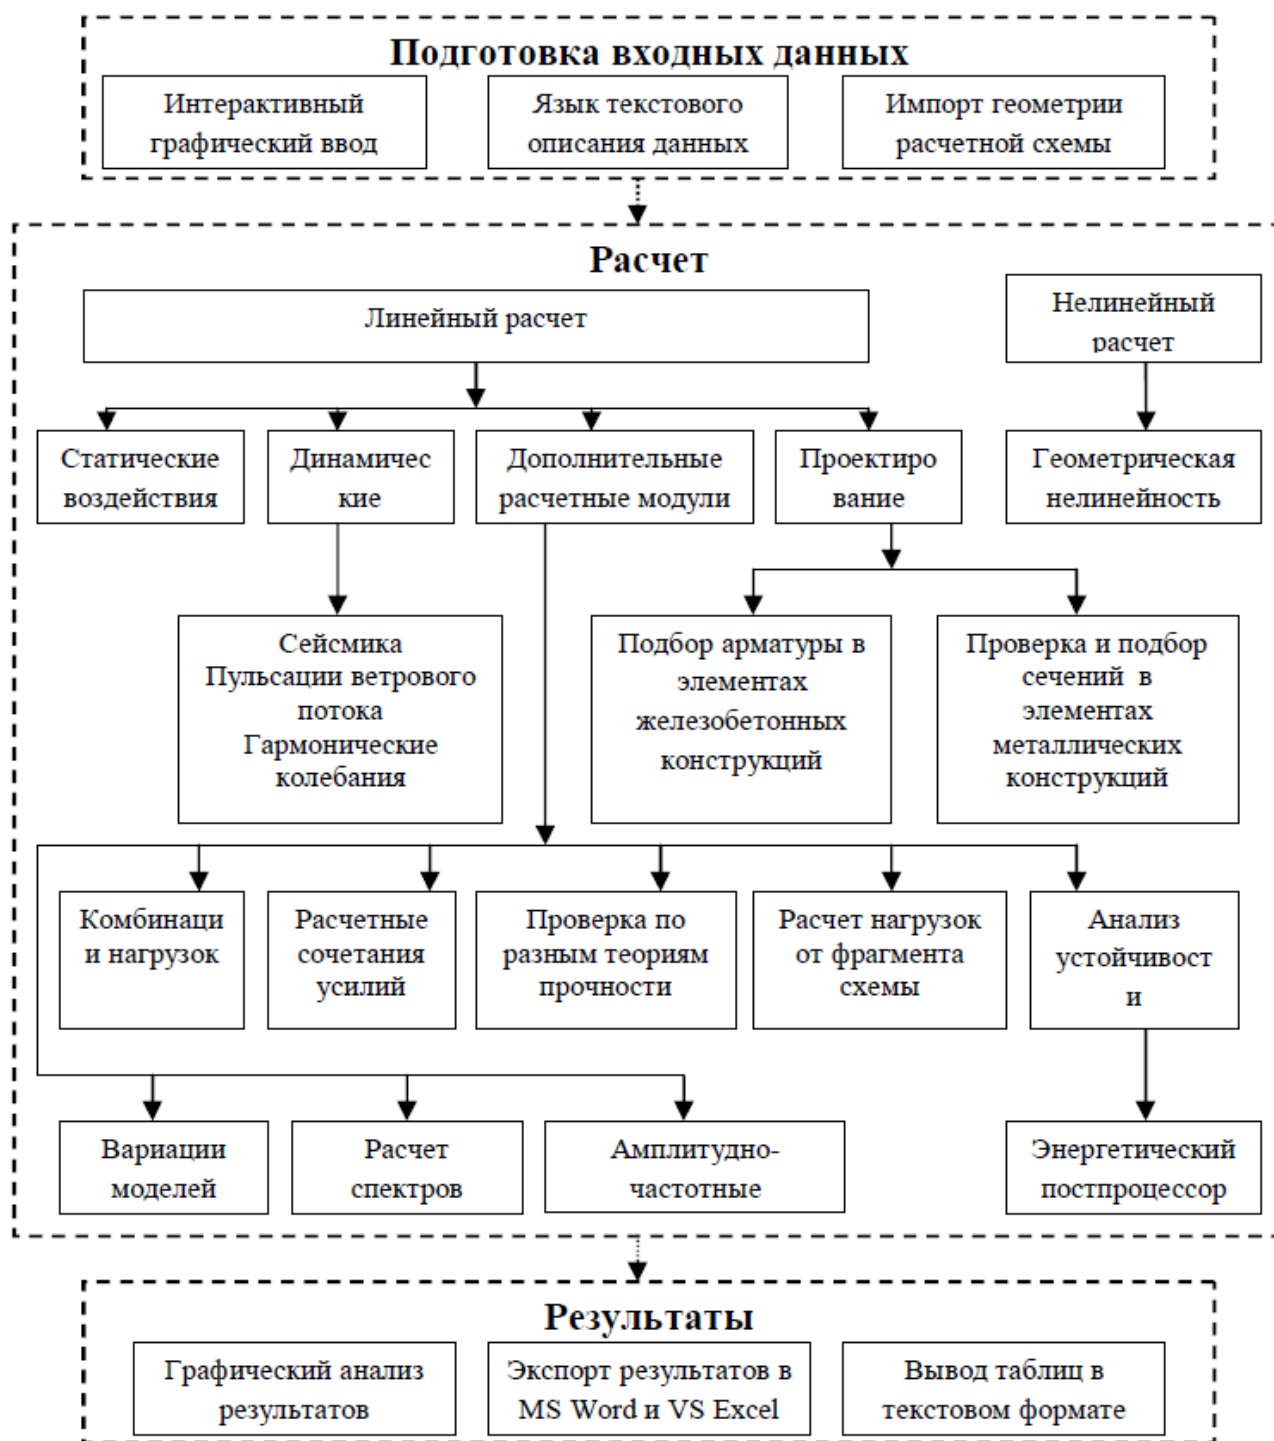 Подготовка входных данных
Интерактивный
графический ввод
Язык текстового
описания данных
Импорт геометрии
расчетной схемы
Расчет
Линейный расчет
Нелинейный
расчет
Статические
воздействия
Динамичес
кие
Дополнительные
расчетные модули
Проектиро
вание
Геометрическая
нелинейность
Сейсмика
Пульсации ветрового
потока
Гармонические
колебания
Подбор арматуры в
элементах
железобетонных
конструкций
Проверка и подбор
сечений в
элементах
металлических
конструкций
Комбинаци
и нагрузок
Расчетные
сочетания
усилий
Проверка по
разным теориям
прочности
Расчет нагрузок
от фрагмента
схемы
Анализ
устойчивост
и
Вариации
моделей
Расчет
спектров
Амплитудно-
частотные
Энергетический
постпроцессор
Результаты
Графический анализ
результатов
Экспорт результатов в
MS Word и VS Excel
Вывод таблиц в
текстовом формате